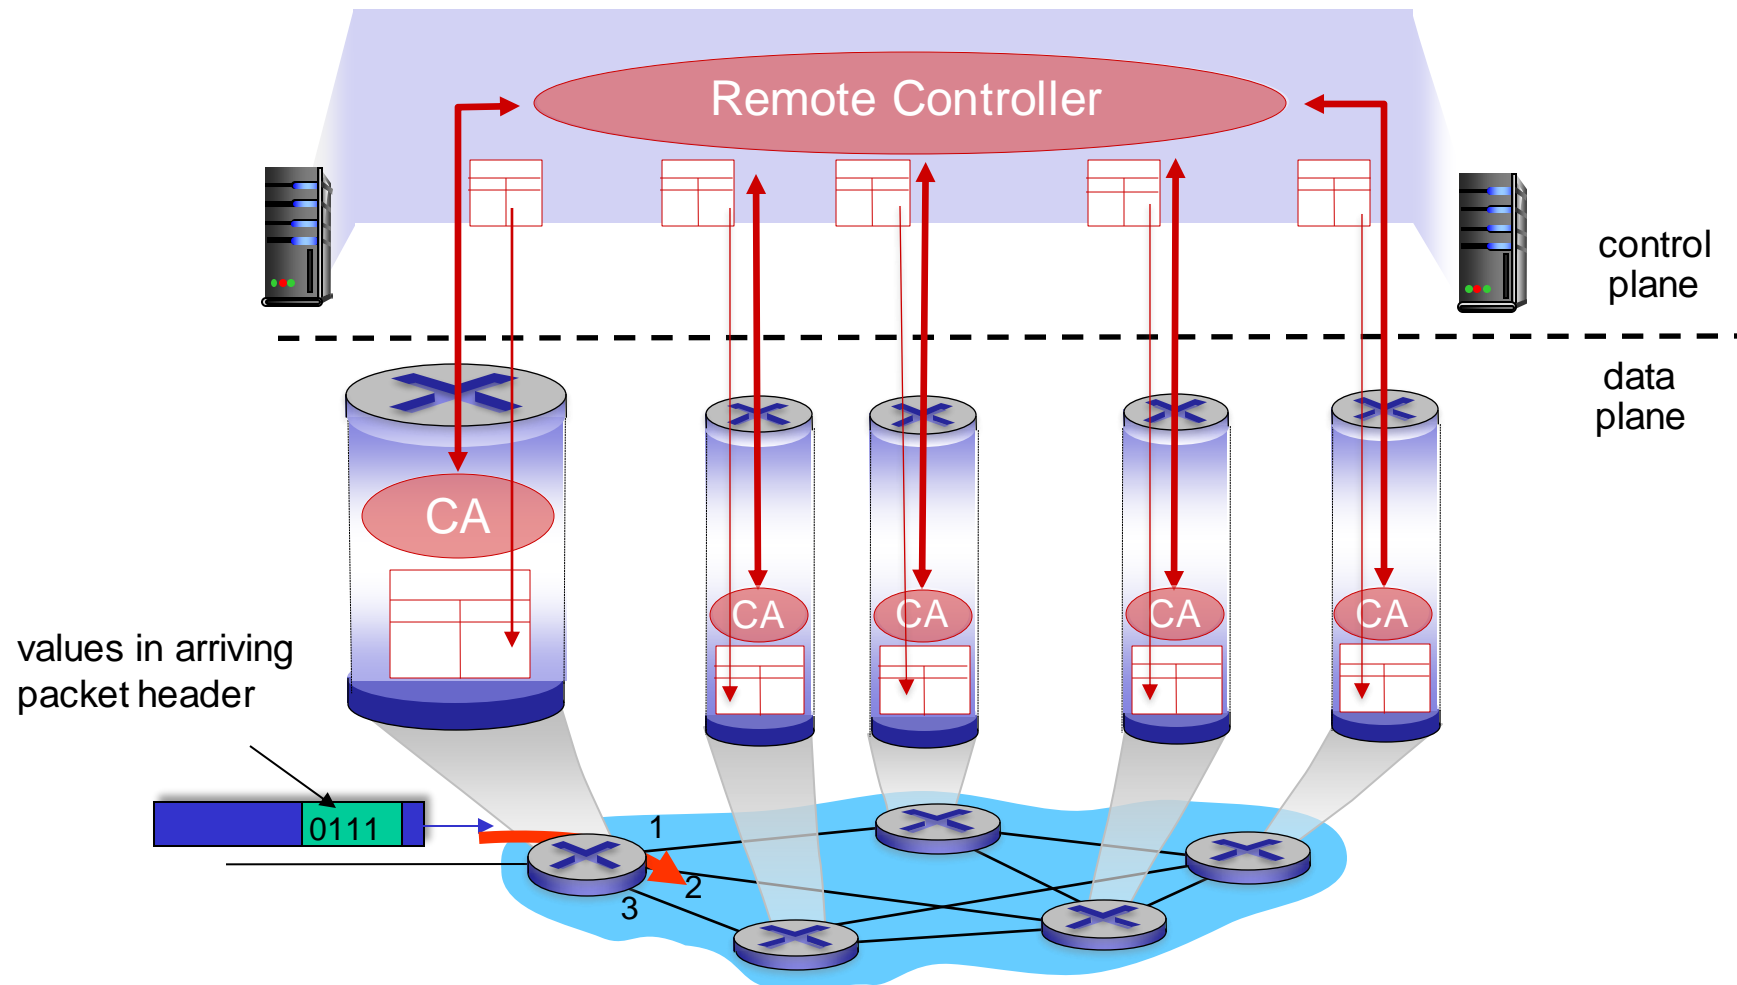 Remote Controller
control
plane
data
plane
CA
CA
CA
CA
CA
values in arriving
packet header
0111
1
2
3